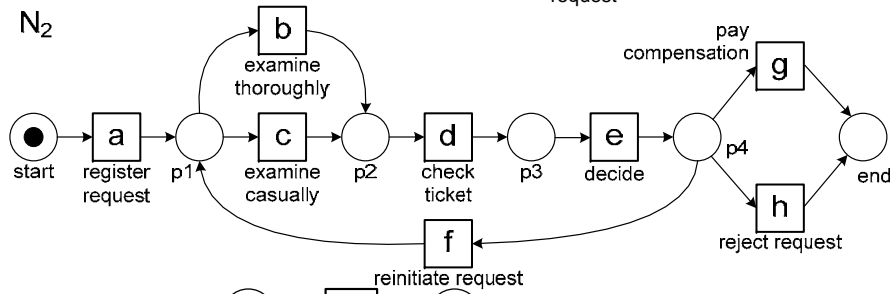 request
N2
b
pay
compensation
g
examine
thoroughly
a
c
d
e
p4
start
register
request
p1
examine
casually
p2
check
ticket
p3
decide
end
h
f
reject request
reinitiate request